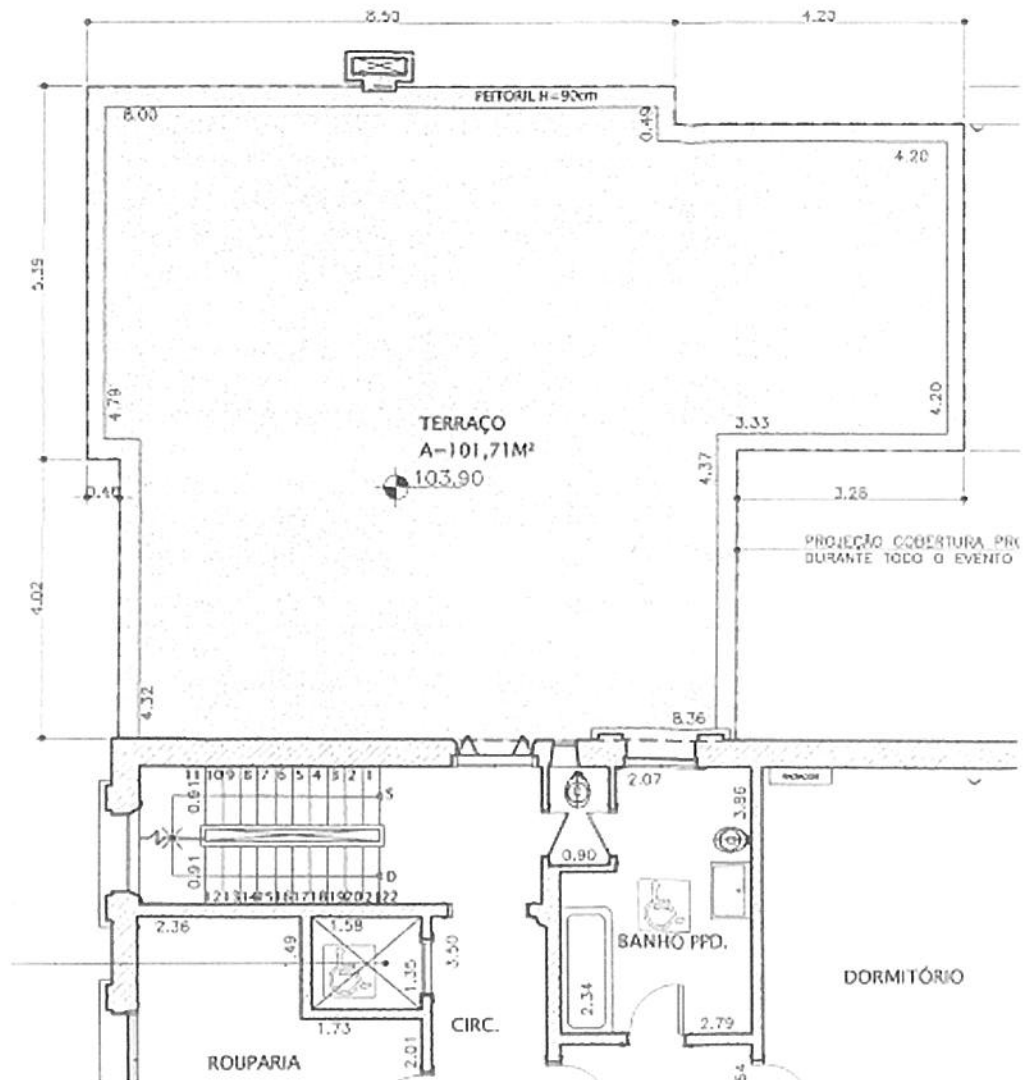 8.50
4.20
PEITORIL H=90cm
8.00
0.49
4.20
5.39
4.79
4.20
TERRAÇO
A=101,71M²
103,90
3.33
4.37
0.46
3.28
PROJEÇÃO COBERTURA
DURANTE TODO O EVENTO
4.02
4.32
8.36
11 10 9 8 7 6 5 4 3 2 1
S
2.07
0.91
3.86
0.91
0.90
D
12 13 14 15 16 17 18 19 20 21 22
2.36
1.58
.49
3.50
1.35
BANHO PPD.
DORMITÓRIO
2.34
1.73
CIRC.
2.79
2.01
ROUPARIA